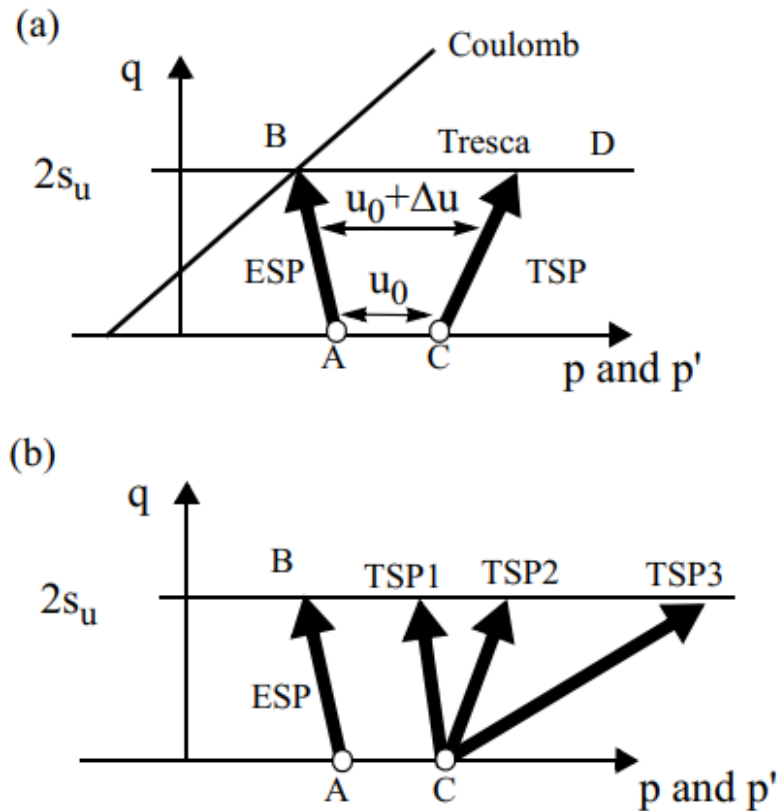 (a)
Coulomb
q
B
Tresca
D
2su
u0+Δu
ESP
u0
TSP
A
C
p and p'
(b)
q
B
TSP1
TSP2
TSP3
2su
ESP
A
C
p and p'